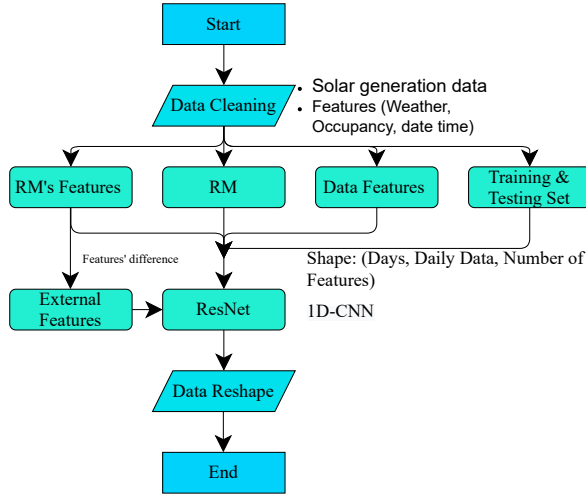 Start
Data Cleaning
• Solar generation data
• Features (Weather,
Occupancy, date time)
RM's Features
RM
Data Features
Training &
Testing Set
Features' difference
Shape: (Days, Daily Data, Number of
Features)
External
Features
ResNet
1D-CNN
Data Reshape
End